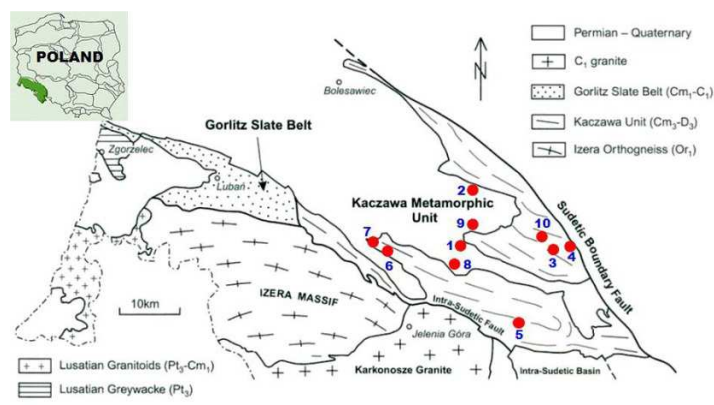 POLAND
Permian – Quaternary
C1 granite
Gorlitz Slate Belt (Cm1-C1)
Kaczawa Unit (Cm3-D3)
Izera Orthogneiss (Or1)
N
Bolesawiec
Gorlitz Slate Belt
Zgorzelec
Lubań
Kaczawa Metamorphic
Unit
Sudetic Boundary Fault
2
9
10
7
1
3
4
6
8
5
IZERA MASSIF
Intra-Sudetic Fault
10km
Jelenia Góra
Karkonosze Granite
Intra-Sudetic Basin
Lusatian Granitoids (Pt3-Cm1)
Lusatian Greywacke (Pt3)